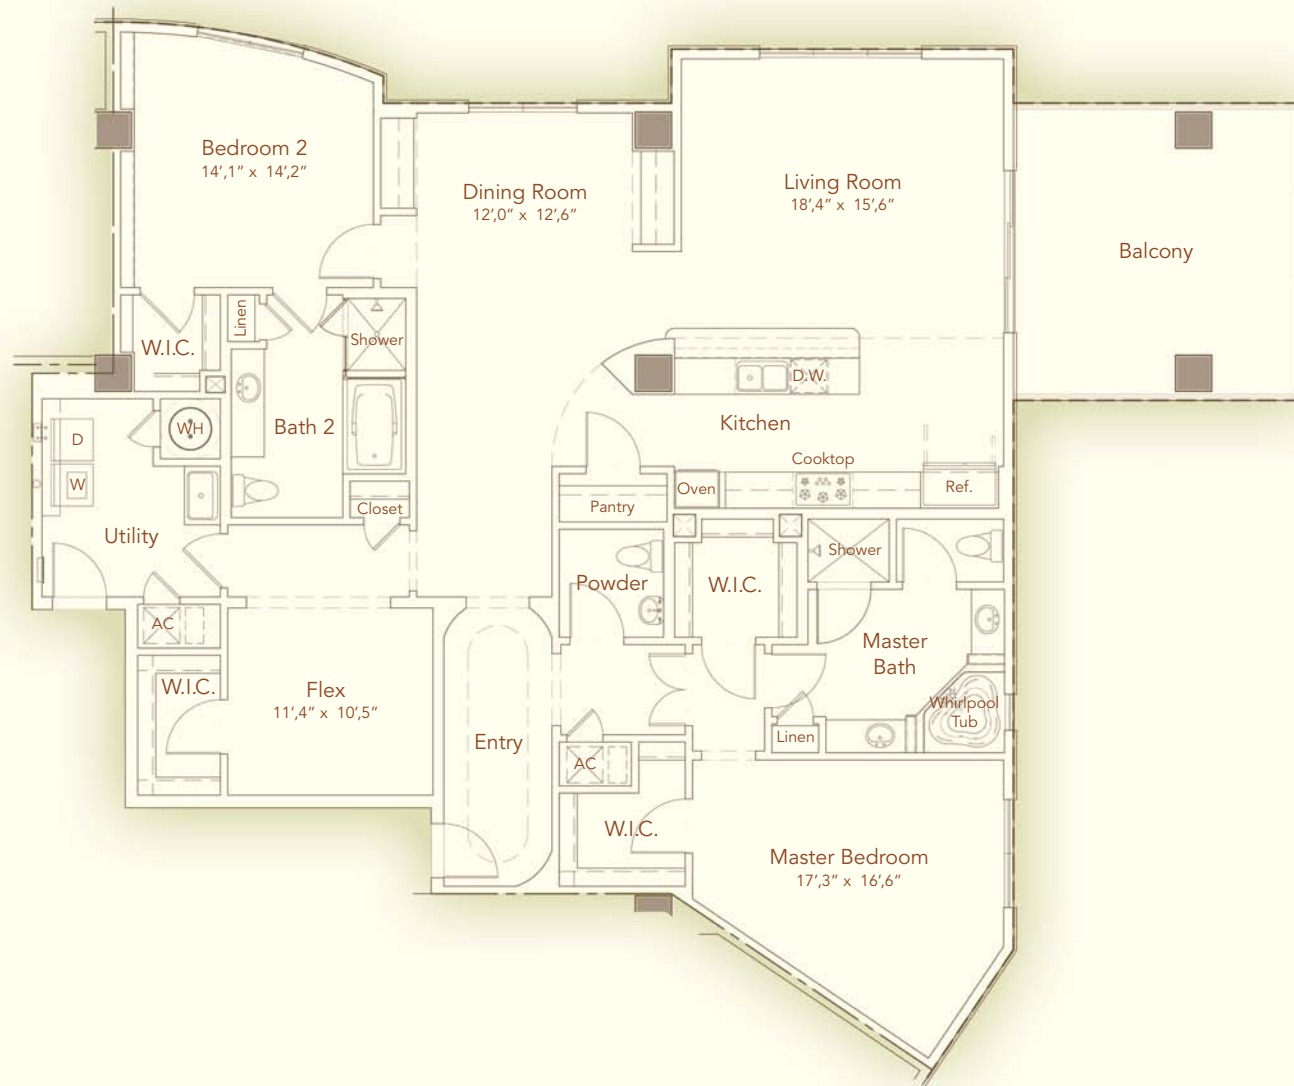 Bedroom 2
14',1" x 14',2"
Dining Room
12',0" x 12',6"
Living Room
18',4" x 15',6"
Balcony
Linen
W.I.C.
Shower
D.W.
Bath 2
WH
D
W
Kitchen
Cooktop
Oven
Ref.
Pantry
Closet
Utility
Powder
W.I.C.
Shower
AC
Master
Bath
W.I.C.
Flex
11',4" x 10',5"
Whirlpool
Tub
Entry
Linen
AC
W.I.C.
Master Bedroom
17',3" x 16',6"